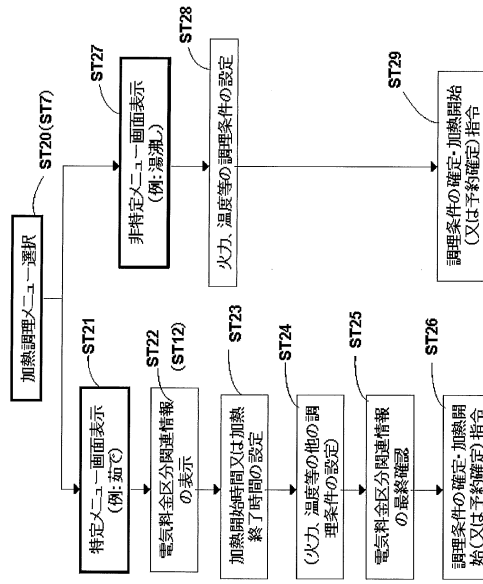 加熱調理メニュー選択
ST20(ST7)
特定メニュー画面表示
(例:茹で)
ST21
電気料金区分関連情報
の表示
ST22
(ST12)
加熱開始時間又は加熱
終了時間の設定
ST23
(火力、温度等の他の調
理条件の設定)
ST24
電気料金区分関連情報
の最終確認
ST25
調理条件の確定・加熱開
始(又は予約確定)指令
ST26
非特定メニュー画面表示
(例:湯沸し)
ST27
火力、温度等の調理条件の設定
ST28
調理条件の確定・加熱開始
(又は予約確定)指令
ST29